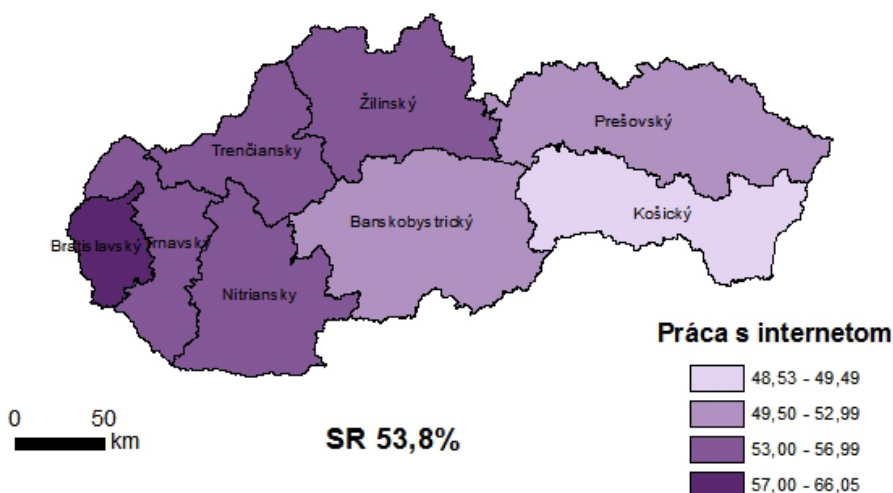 Žilinský
Prešovský
Trenčiansky
Košický
Banskobystrický
Bratislavský
Trnavský
Nitriansky
Práca s internetom
48,53 - 49,49
49,50 - 52,99
53,00 - 56,99
57,00 - 66,05
0 50
km
SR 53,8%